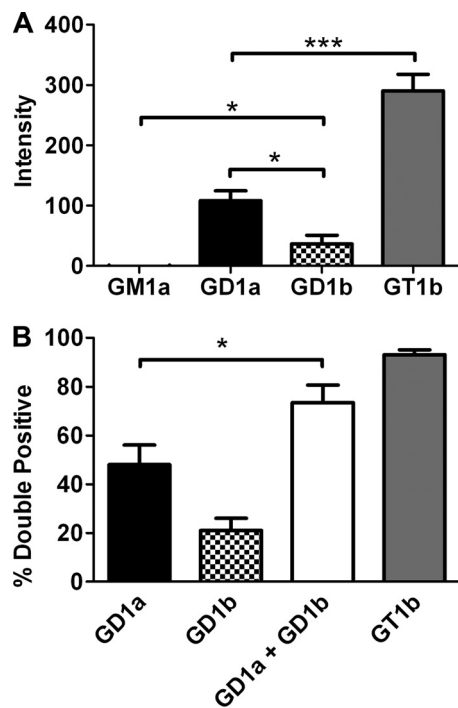 A
Intensity
400
300
200
100
0
***
*
*
GM1a GD1a GD1b GT1b
B
% Double Positive
100
80
60
40
20
0
*
GD1a
GD1b
GD1a + GD1b
GT1b